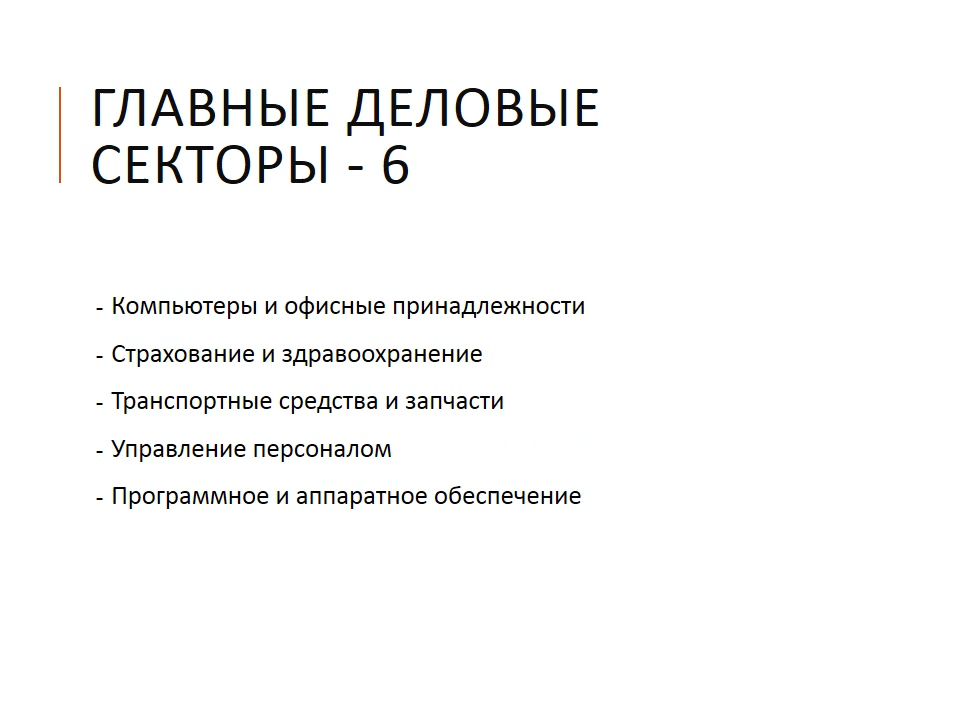 ГЛАВНЫЕ ДЕЛОВЫЕ
СЕКТОРЫ - 6
- Компьютеры и офисные принадлежности
- Страхование и здравоохранение
- Транспортные средства и запчасти
- Управление персоналом
- Программное и аппаратное обеспечение